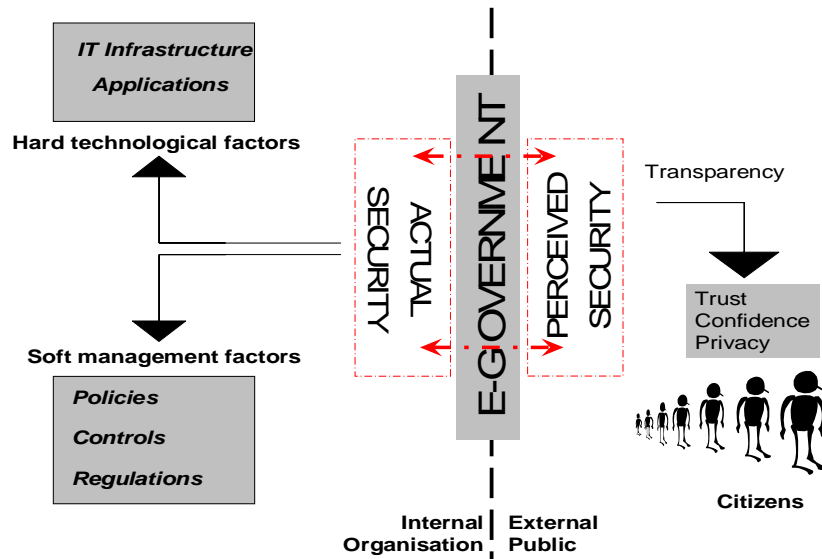 IT Infrastructure
Applications
Hard technological factors
Soft management factors
Policies
Controls
Regulations
ACTUAL
SECURITY
E-GOVERNMENT
PERCEIVED
SECURITY
Transparency
Trust
Confidence
Privacy
Citizens
Internal
Organisation
External
Public